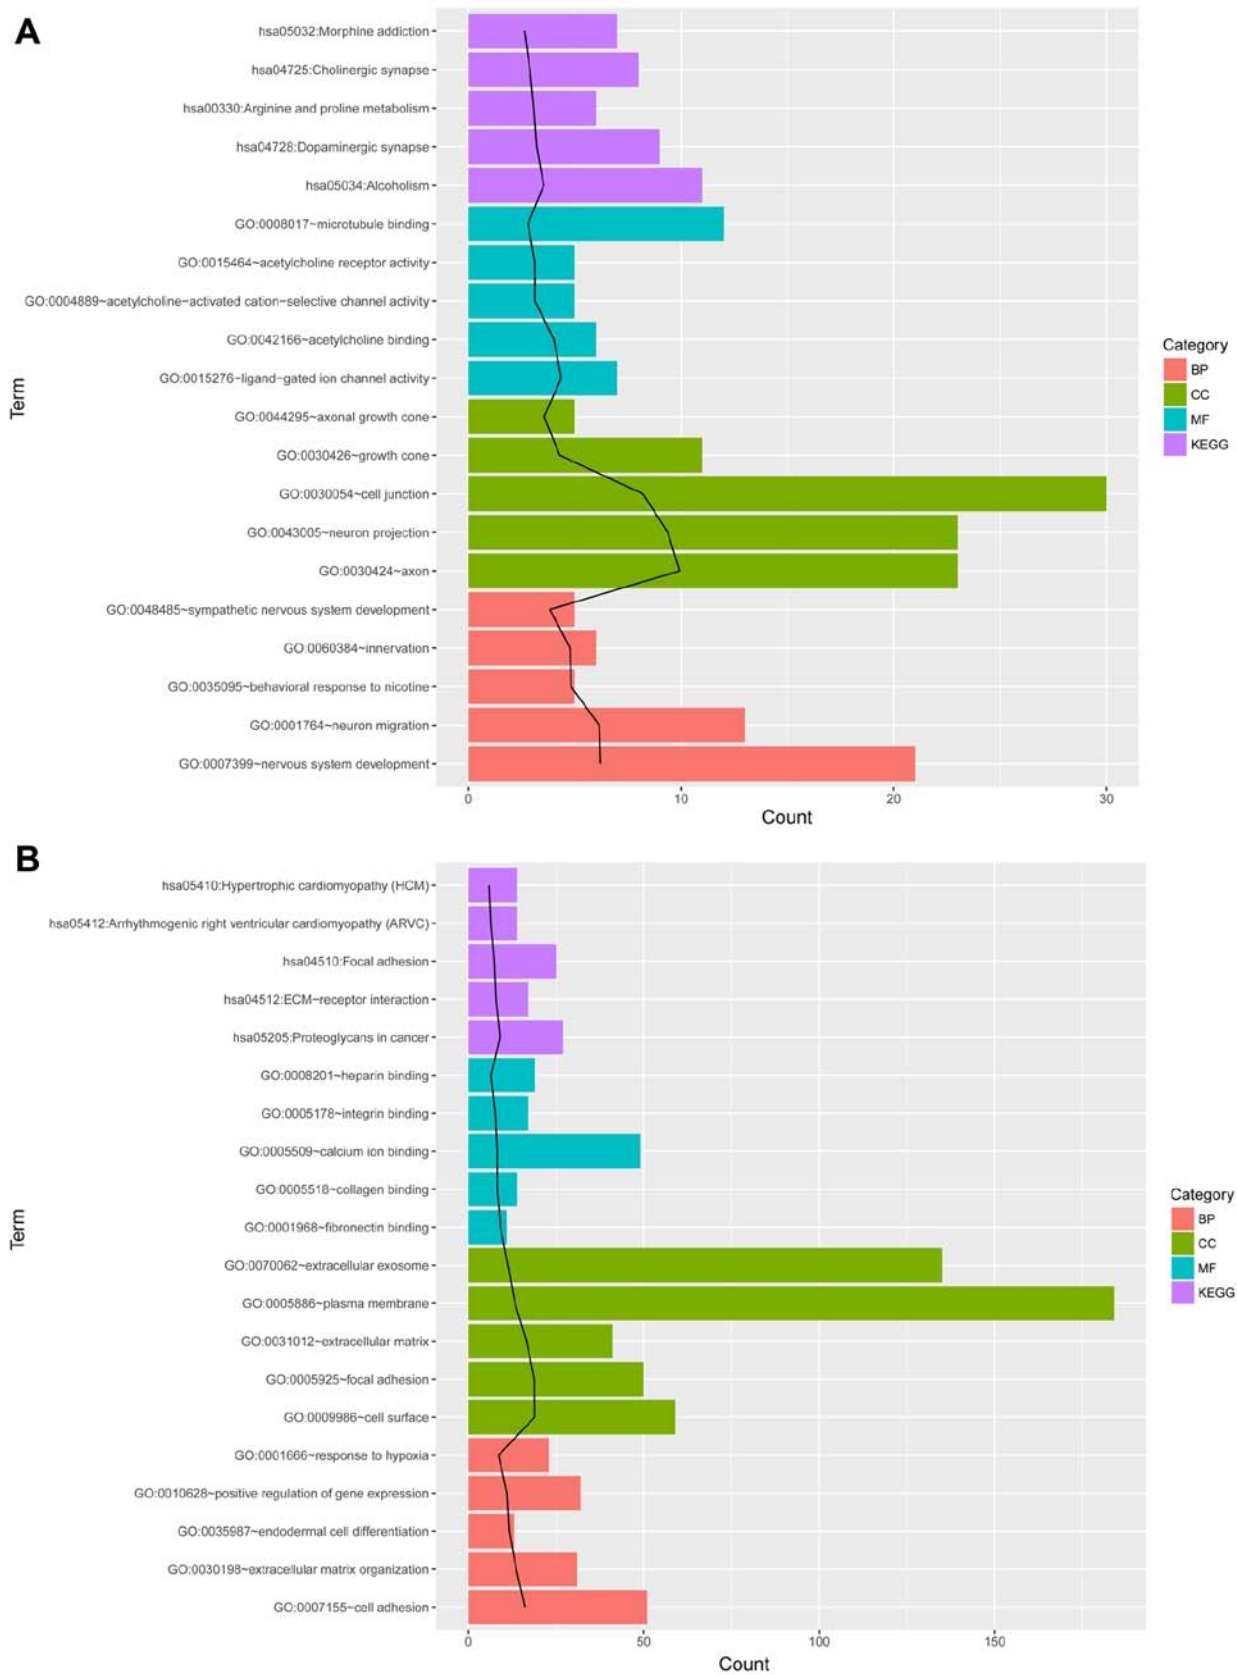 A
hsa05032:Morphine addiction
hsa04725:Cholinergic synapse
hsa00330:Arginine and proline metabolism
hsa04728:Dopaminergic synapse
hsa05034:Alcoholism
GO:0008017~microtubule binding
GO:0015464~acetylcholine receptor activity
GO:0004889~acetylcholine−activated cation−selective channel activity
GO:0042166~acetylcholine binding
GO:0015276~ligand−gated ion channel activity
GO:0044295~axonal growth cone
GO:0030426~growth cone
GO:0030054~cell junction
GO:0043005~neuron projection
GO:0030424~axon
GO:0048485~sympathetic nervous system development
GO:0060384~innervation
GO:0035095~behavioral response to nicotine
GO:0001764~neuron migration
GO:0007399~nervous system development
Term
0 10 20 30
Count
Category
BP
CC
MF
KEGG
B
hsa05410:Hypertrophic cardiomyopathy (HCM)
hsa05412:Arrhythmogenic right ventricular cardiomyopathy (ARVC)
hsa04510:Focal adhesion
hsa04512:ECM−receptor interaction
hsa05205:Proteoglycans in cancer
GO:0008201~heparin binding
GO:0005178~integrin binding
GO:0005509~calcium ion binding
GO:0005518~collagen binding
GO:0001968~fibronectin binding
GO:0070062~extracellular exosome
GO:0005886~plasma membrane
GO:0031012~extracellular matrix
GO:0005925~focal adhesion
GO:0009986~cell surface
GO:0001666~response to hypoxia
GO:0010628~positive regulation of gene expression
GO:0035987~endodermal cell differentiation
GO:0030198~extracellular matrix organization
GO:0007155~cell adhesion
Term
0 50 100 150
Count
Category
BP
CC
MF
KEGG